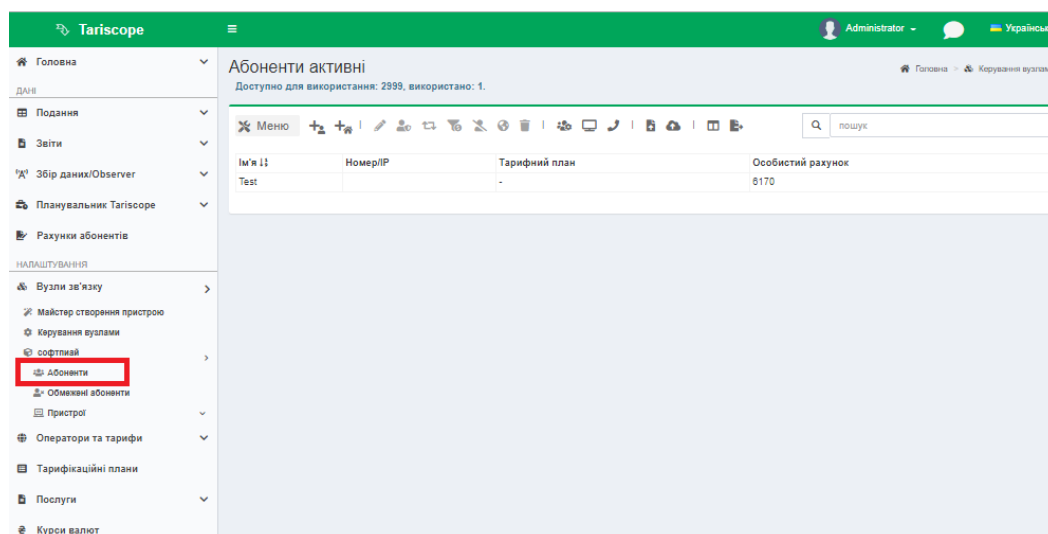 Tariscope
Administrator
Українськ
Головна
ДАНІ
Подання
Звіти
Збір даних/Observer
Планувальник Tariscope
Рахунки абонентів
НАЛАШТУВАННЯ
Вузли зв'язку
Майстер створення пристрою
Керування вузлами
софтпиай
Абоненти
Обмежені абоненти
Пристрої
Оператори та тарифи
Тарифікаційні плани
Послуги
Курси валют
Абоненти активні
Доступно для використання: 2999, використано: 1.
Головна > Керування вузлам
Меню
пошук
Ім'я Номер/IP Тарифний план Особистий рахунок
Test - 6170